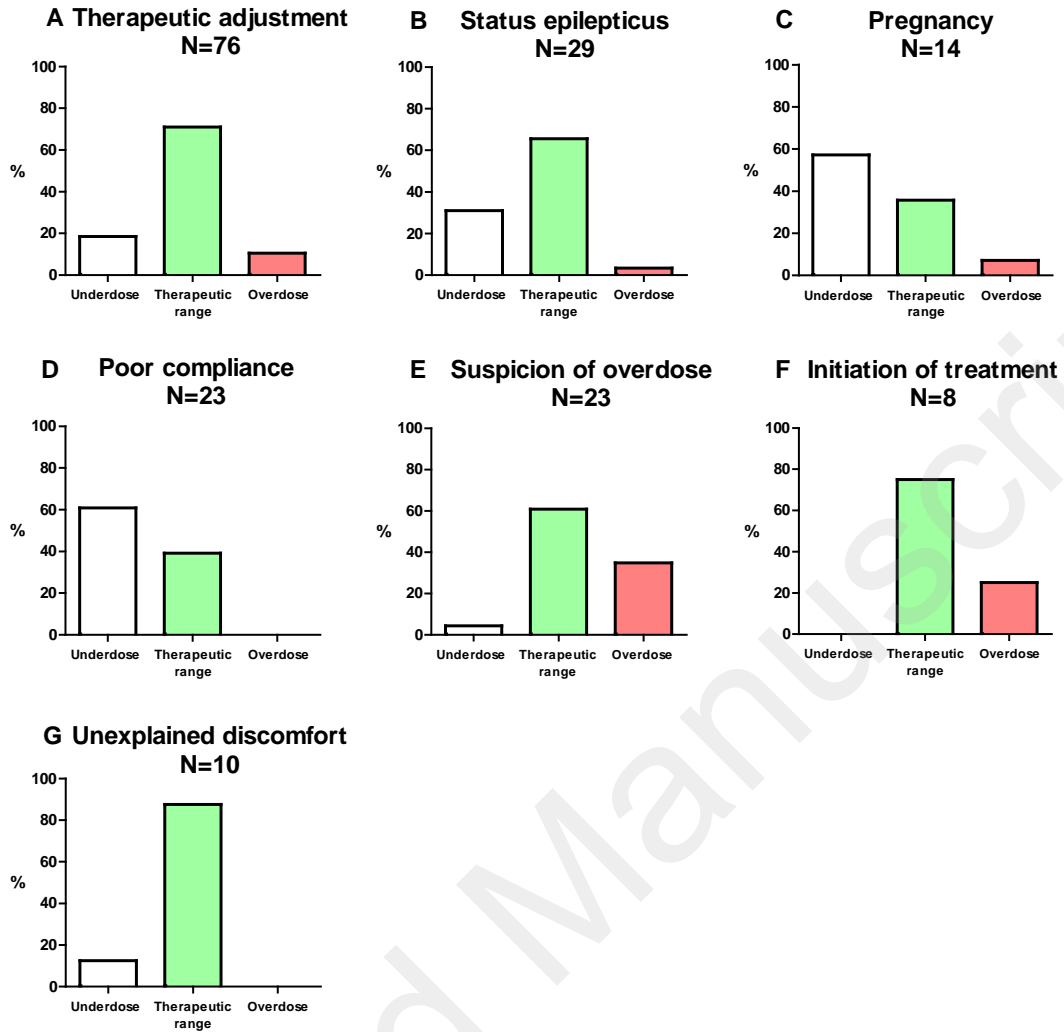 A Therapeutic adjustment
N=76
100
80
60
%
40
20
0
Underdose Therapeutic Overdose
range
B Status epilepticus
N=29
100
80
60
%
40
20
0
Underdose Therapeutic Overdose
range
C Pregnancy
N=14
100
80
60
%
40
20
0
Underdose Therapeutic Overdose
range
D Poor compliance
N=23
100
80
60
%
40
20
0
Underdose Therapeutic Overdose
range
E Suspicion of overdose
N=23
100
80
60
%
40
20
0
Underdose Therapeutic Overdose
range
F Initiation of treatment
N=8
100
80
60
%
40
20
0
Underdose Therapeutic Overdose
range
G Unexplained discomfort
N=10
100
80
60
%
40
20
0
Underdose Therapeutic Overdose
range
d Manuscri